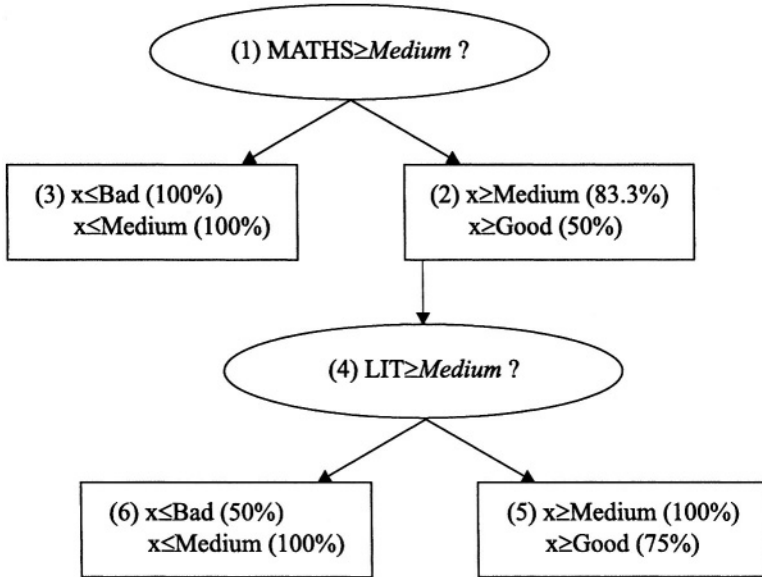 (1) MATHS≥Medium ?
(3) x≤Bad (100%)
x≤Medium (100%)
(2) x≥Medium (83.3%)
x≥Good (50%)
(4) LIT≥Medium ?
(6) x≤Bad (50%)
x≤Medium (100%)
(5) x≥Medium (100%)
x≥Good (75%)